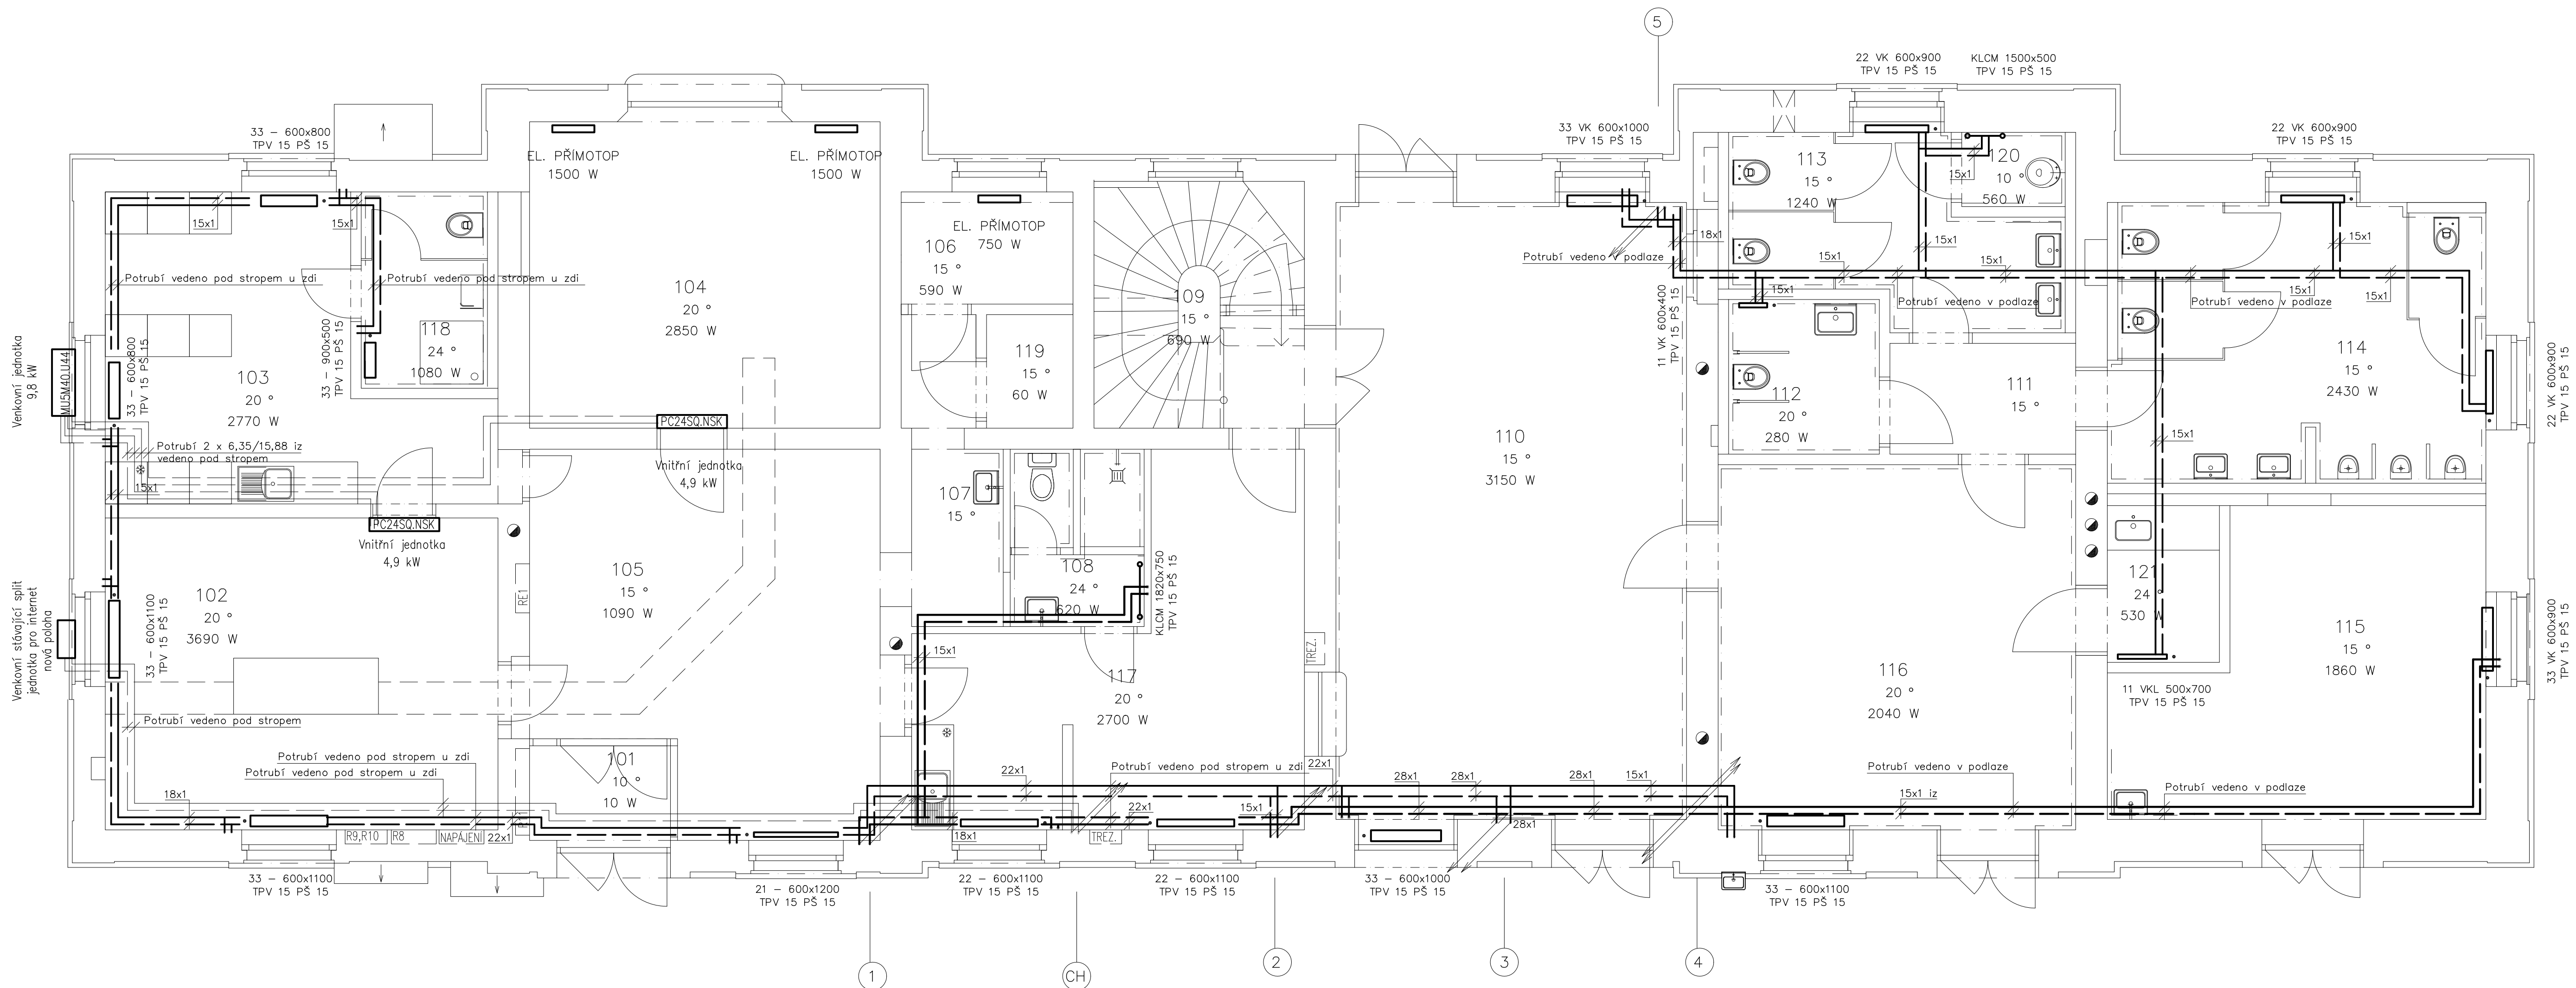 5
22 VK 600x900
TPV 15 PŠ 15
KLCM 1500x500
TPV 15 PŠ 15
33 - 600x800
TPV 15 PŠ 15
33 VK 600x1000
TPV 15 PŠ 15
22 VK 600x900
TPV 15 PŠ 15
EL. PŘÍMOTOP
1500 W
EL. PŘÍMOTOP
1500 W
EL. PŘÍMOTOP
750 W
15x1
15x1
Potrubí vedeno pod stropem u zdi
Potrubí vedeno pod stropem u zdi
103
20 °
2770 W
118
24 °
1080 W
33 - 900x500
TPV 15 PŠ 15
33 - 600x800
TPV 15 PŠ 15
Venkovní jednotka
9,8 kW
MU5M40.U44
Potrubí 2 x 6,35/15,88 iz
vedeno pod stropem
15x1
104
20 °
2850 W
PC24SQ.NSK
Vnitřní jednotka
4,9 kW
PC24SQ.NSK
Vnitřní jednotka
4,9 kW
106
15 °
590 W
119
15 °
60 W
109
15 °
690 W
110
15 °
3150 W
18x1
Potrubí vedeno v podlaze
11 VK 600x400
TPV 15 PŠ 15
113
15 °
1240 W
120
10 °
560 W
15x1
15x1
15x1
15x1
15x1
Potrubí vedeno v podlaze
112
20 °
280 W
111
15 °
15x1
15x1
15x1
Potrubí vedeno v podlaze
114
15 °
2430 W
22 VK 600x900
TPV 15 PŠ 15
15x1
Venkovní stávající split
jednotka pro internet
nová poloha
102
20 °
3690 W
33 - 600x1100
TPV 15 PŠ 15
Potrubí vedeno pod stropem
Potrubí vedeno pod stropem u zdi
Potrubí vedeno pod stropem u zdi
18x1
R9,R10
R8
NAPÁJENÍ
22x1
33 - 600x1100
TPV 15 PŠ 15
105
15 °
1090 W
RE1
101
10 °
10 W
21 - 600x1200
TPV 15 PŠ 15
107
15 °
108
24 °
620 W
KLCM 1820x750
TPV 15 PŠ 15
15x1
117
20 °
2700 W
TREZ.
Potrubí vedeno pod stropem u zdi
22x1
22x1
22x1
15x1
18x1
TREZ.
22 - 600x1100
TPV 15 PŠ 15
22 - 600x1100
TPV 15 PŠ 15
28x1
28x1
28x1
15x1
28x1
33 - 600x1000
TPV 15 PŠ 15
116
20 °
2040 W
Potrubí vedeno v podlaze
15x1 iz
33 - 600x1100
TPV 15 PŠ 15
121
24 °
530 W
11 VKL 500x700
TPV 15 PŠ 15
115
15 °
1860 W
33 VK 600x900
TPV 15 PŠ 15
Potrubí vedeno v podlaze
1
CH
2
3
4